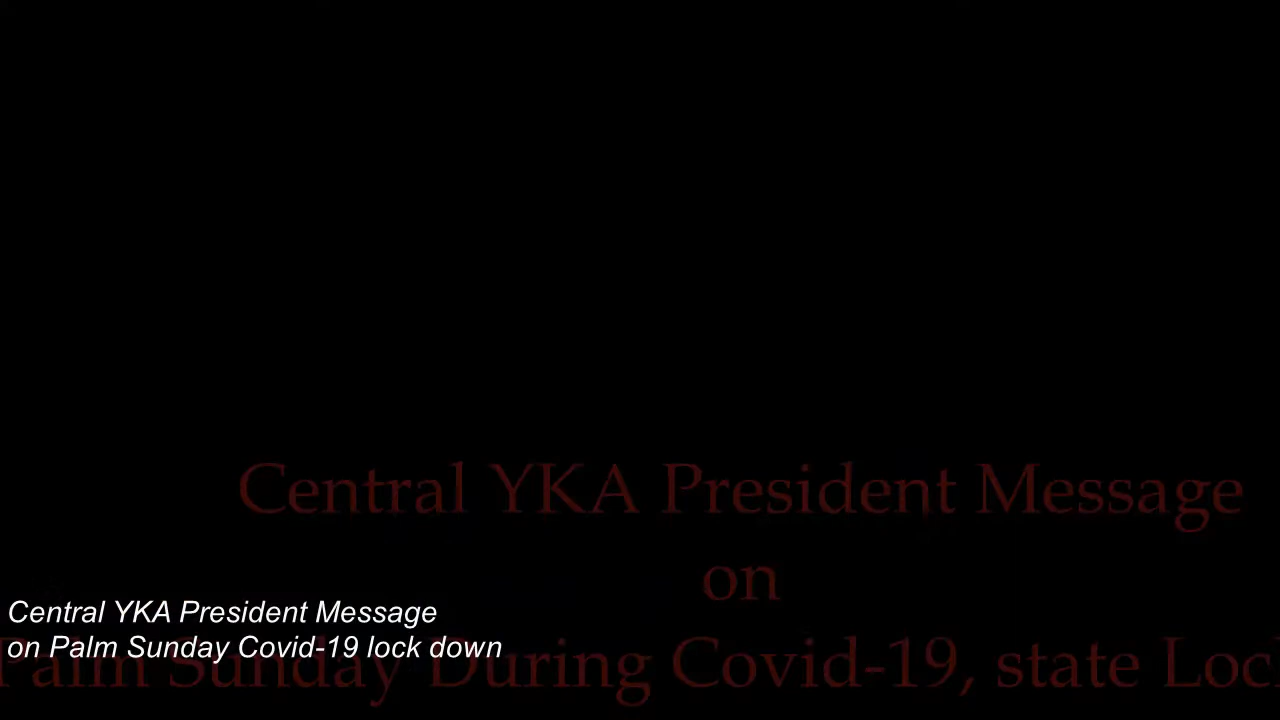 Central YKA President Message
on
Palm Sunday During Covid-19, state
Central YKA President Message
on Palm Sunday Covid-19 lock down